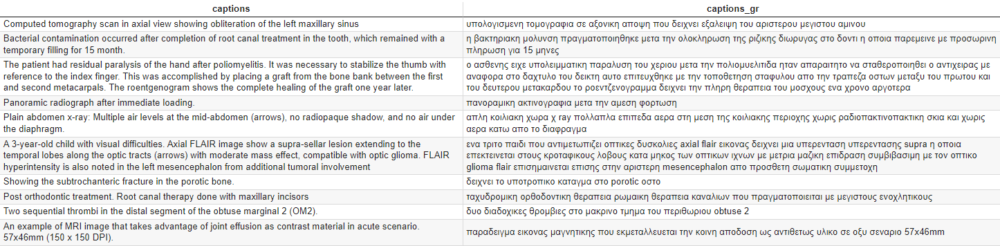 captions
captions_gr
Computed tomography scan in axial view showing obliteration of the left maxillary sinus
υπολογισμενη τομογραφια σε αξονικη αποψη που δειχνει εξαλειψη του αριστερου μεγιστου αμινου
Bacterial contamination occurred after completion of root canal treatment in the tooth, which remained with a
temporary filling for 15 month.
η βακτηριακη μολυνση πραγματοποιηθηκε μετα την ολοκληρωση της ριζικης διωρυγας στο δοντι η οποια παρεμεινε με προσωρινη
πληρωση για 15 μηνες
The patient had residual paralysis of the hand after poliomyelitis. It was necessary to stabilize the thumb with
reference to the index finger. This was accomplished by placing a graft from the bone bank between the first
and second metacarpals. The roentgenogram shows the complete healing of the graft one year later.
ο ασθενης ειχε υπολειμματικη παραλυση του χεριου μετα την πολιομυελιτιδα ηταν απαραιτητο να σταθεροποιηθει ο αντιχειρας με
αναφορα στο δαχτυλο του δεικτη αυτο επιτευχθηκε με την τοποθετηση σταφυλου απο την τραπεζα οστων μεταξυ του πρωτου και
του δευτερου μετακαρδου το ροεντζενογραμμα δειχνει την πληρη θεραπεια του μοσχους ενα χρονο αργοτερα
Panoramic radiograph after immediate loading.
πανοραμικη ακτινογραφια μετα την αμεση φορτωση
Plain abdomen x-ray: Multiple air levels at the mid-abdomen (arrows), no radiopaque shadow, and no air under
the diaphragm.
απλη κοιλιακη χωρα χ ray πολλαπλα επιπεδα αερα στη μεση της κοιλιακης περιοχης χωρις ραδιοπακτινοπακτικη σκια και χωρις
αερα κατω απο το διαφραγμα
A 3-year-old child with visual difficulties. Axial FLAIR image show a supra-sellar lesion extending to the
temporal lobes along the optic tracts (arrows) with moderate mass effect, compatible with optic glioma. FLAIR
hyperintensity is also noted in the left mesencephalon from additional tumoral involvement
ενα τριτο παιδι που αντιμετωπιζει οπτικες δυσκολιες axial flair εικονας δειχνει μια υπερενταση υπερεντασης supra η οποια
επεκτεινεται στους κροταφικους λοβους κατα μηκος των οπτικων ιχνων με μετρια μαζικη επιδραση συμβιβασιμη με τον οπτικο
glioma flair επισημαινεται επισης στην αριστερη mesencephalon απο προσθετη σωματικη συμμετοχη
Showing the subtrochanteric fracture in the porotic bone.
δειχνει το υποτροπικο καταγμα στο porotic οστο
Post orthodontic treatment. Root canal therapy done with maxillary incisors
ταχυδρομικη ορθοδοντικη θεραπεια ρωμαικη θεραπεια καναλιων που πραγματοποιειται με μεγιστους ενοχλητικους
Two sequential thrombi in the distal segment of the obtuse marginal 2 (OM2).
δυο διαδοχικες θρομβιες στο μακρινο τμημα του περιθωριου obtuse 2
An example of MRI image that takes advantage of joint effusion as contrast material in acute scenario.
57x46mm (150 x 150 DPI).
παραδειγμα εικονας μαγνητικης που εκμεταλλευεται την κοινη αποδοση ως αντιθετως υλικο σε οξυ σεναριο 57x46mm